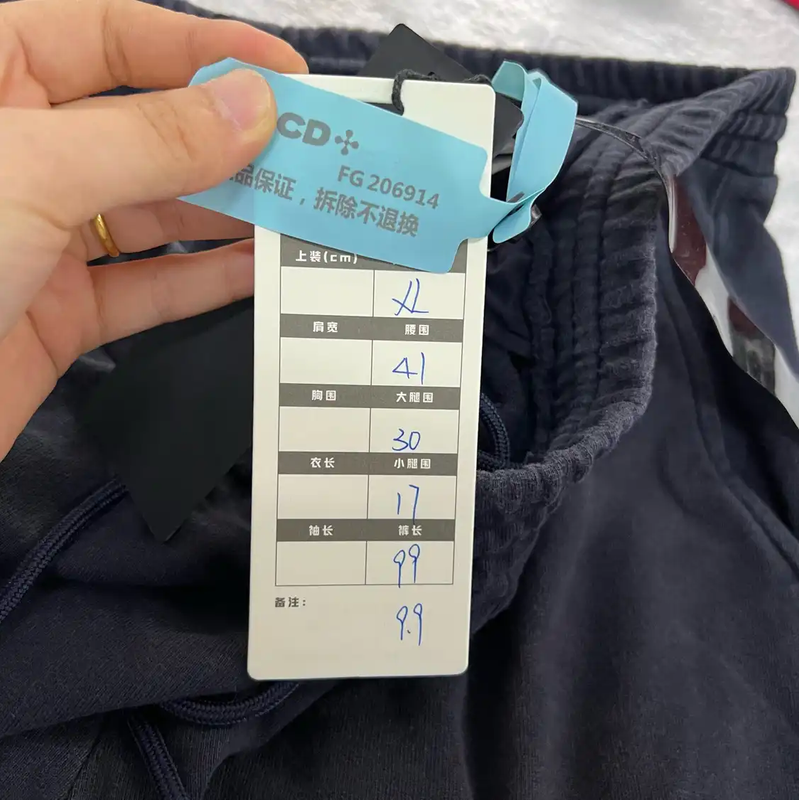 CD
FG 206914
品保证，拆除不退换
上装(cm)
XL
肩宽 腰围
41
胸围 大腿围
30
衣长 小腿围
17
袖长 裤长
99
备注：
9.9